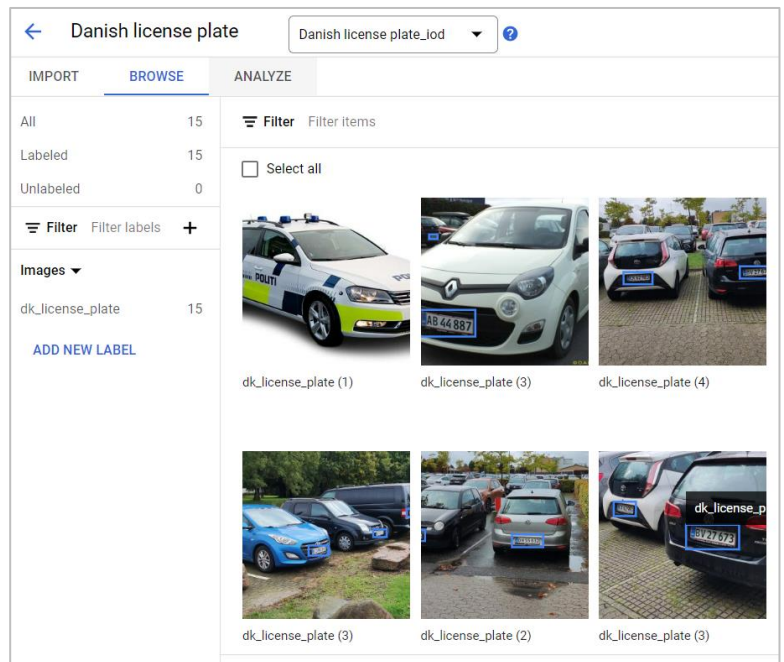 Danish license plate
Danish license plate_iod
IMPORT
BROWSE
ANALYZE
All 15
Labeled 15
Unlabeled 0
Filter Filter labels +
Images
dk_license_plate 15
ADD NEW LABEL
Filter Filter items
Select all
POLITI
AB 44 887
dk_license_plate (1)
dk_license_plate (3)
dk_license_plate (4)
dk_license_p
BV 27 673
dk_license_plate (3)
dk_license_plate (2)
dk_license_plate (3)